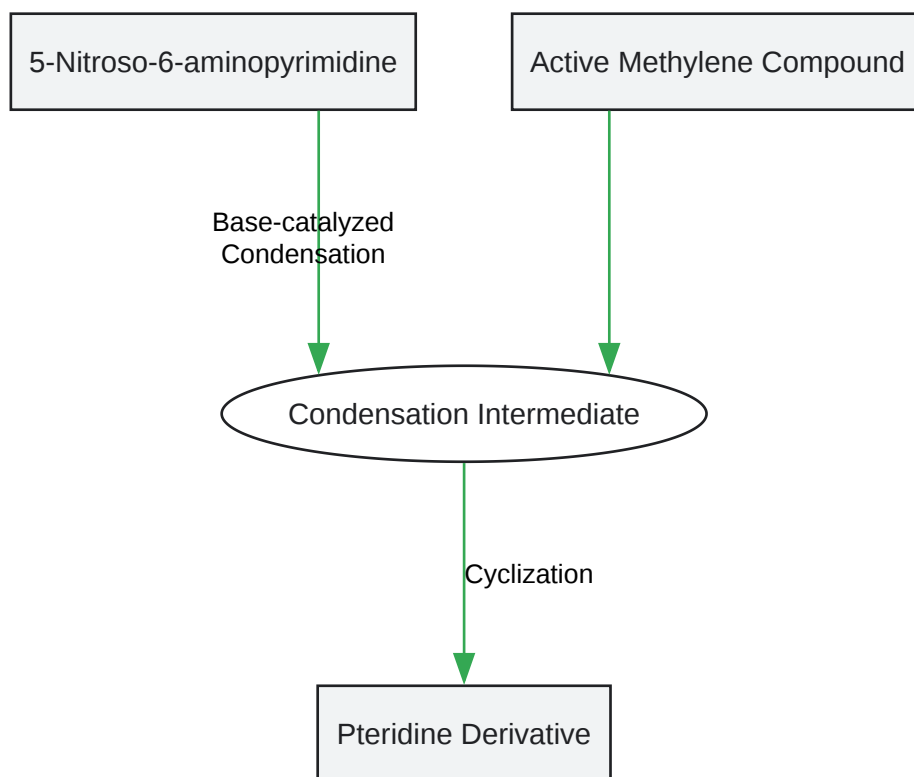 5-Nitroso-6-aminopyrimidine
Active Methylene Compound
Base-catalyzed
Condensation
Condensation Intermediate
Cyclization
Pteridine Derivative